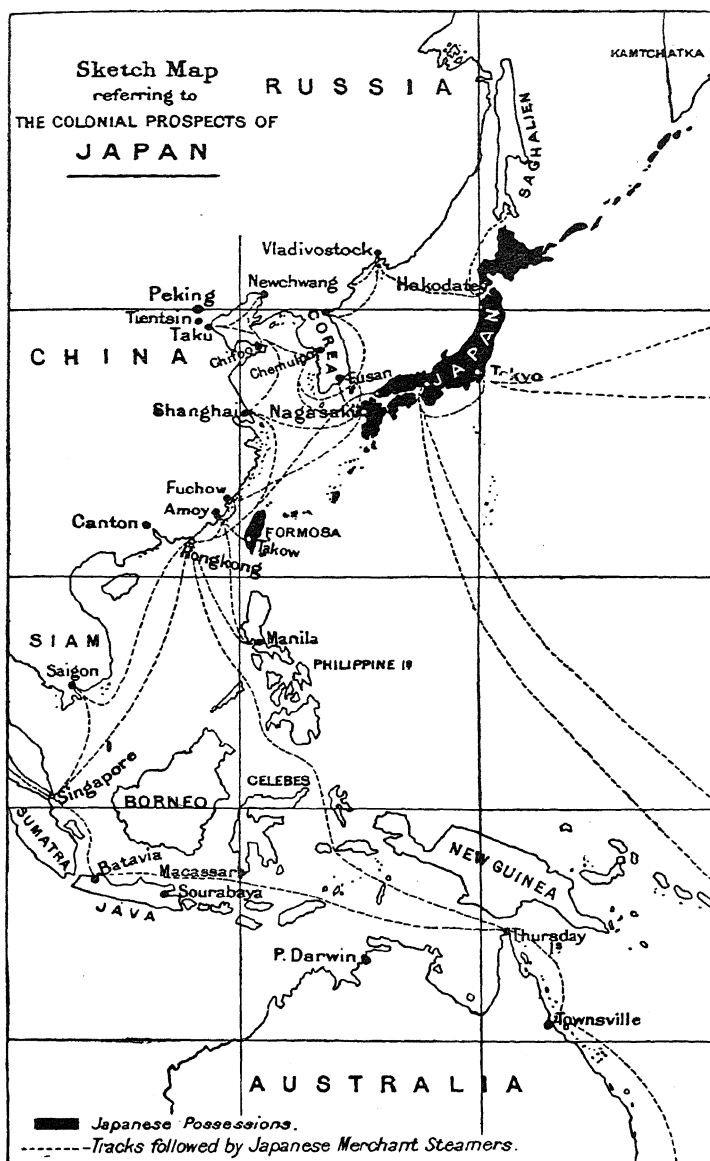 Sketch Map
referring to
THE COLONIAL PROSPECTS OF
JAPAN
RUSSIA
KAMTCHATKA
SAGHALIEN
Vladivostock
Hakodate
Newchwang
Peking
Tientsin
Taku
CHINA
COREA
Chifoo
Chemulpo
Fusan
JAPAN
Tokyo
Shanghai
Nagasaki
Fuchow
Amoy
Canton
FORMOSA
Takow
Hongkong
SIAM
Saigon
Manila
PHILIPPINE IS
Singapore
BORNEO
CELEBES
SUMATRA
NEW GUINEA
Batavia
Macassar
Sourabaya
JAVA
Thursday
P. Darwin
Townsville
AUSTRALIA
Japanese Possessions.
Tracks followed by Japanese Merchant Steamers.